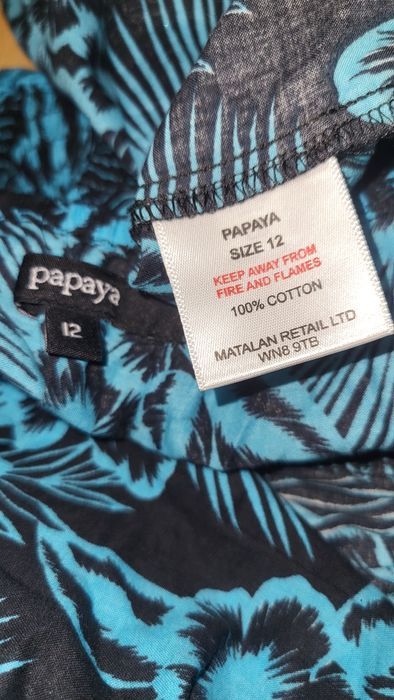 papaya
12
PAPAYA
SIZE 12
KEEP AWAY FROM
FIRE AND FLAMES
100% COTTON
MATALAN RETAIL LTD
WN8 9TB